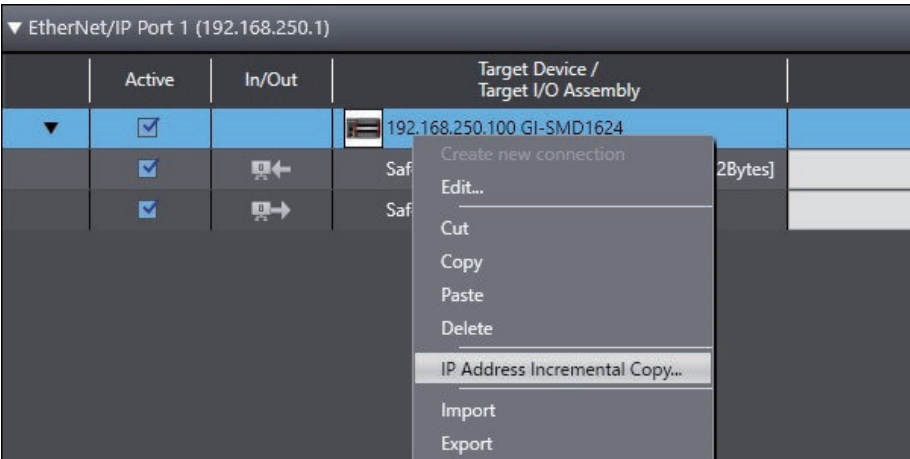 ▼ EtherNet/IP Port 1 (192.168.250.1)
Active In/Out Target Device /
Target I/O Assembly
192.168.250.100 GI-SMD1624
Create new connection
Saf 2Bytes]
Edit...
Saf
Cut
Copy
Paste
Delete
IP Address Incremental Copy...
Import
Export